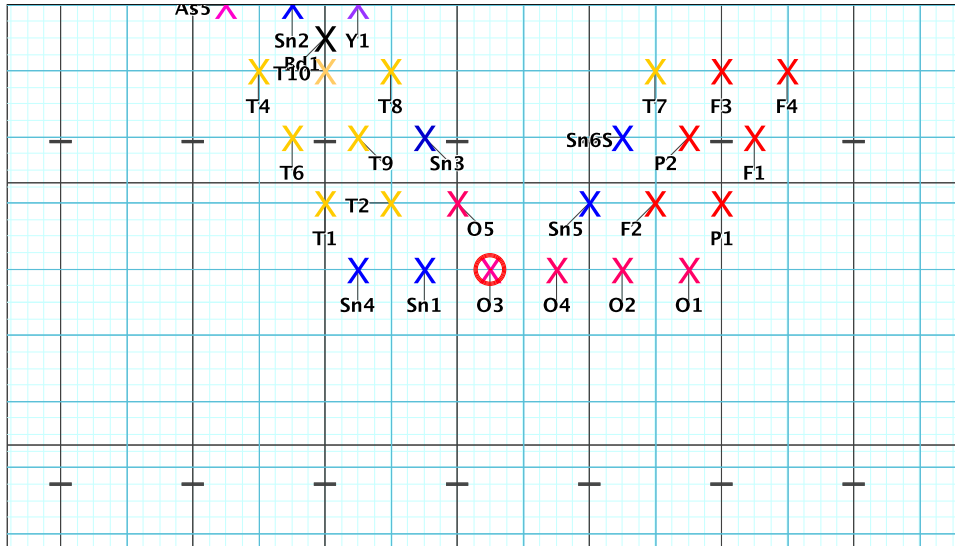 As5
Sn2 Y1
Pd1
T10
T4 T8 T7 F3 F4
Sn6S
T6 T9 Sn3 P2 F1
T2
T1 O5 Sn5 F2 P1
Sn4 Sn1 O3 O4 O2 O1